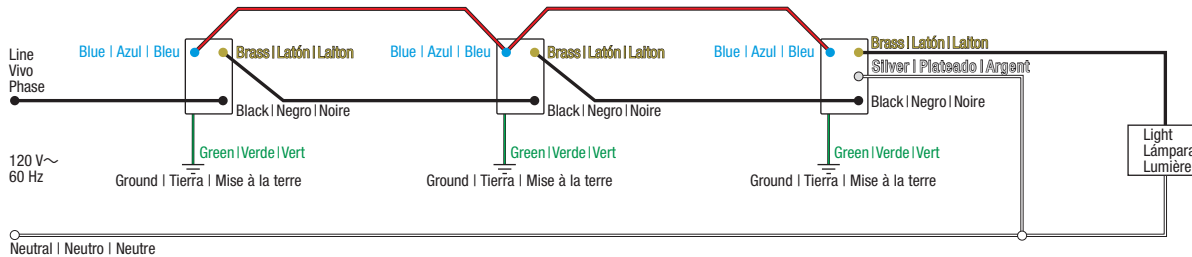 Line
Vivo
Phase
120 V~
60 Hz
Blue | Azul | Bleu
Brass | Latón | Laiton
Black | Negro | Noire
Green | Verde | Vert
Ground | Tierra | Mise à la terre
Blue | Azul | Bleu
Brass | Latón | Laiton
Black | Negro | Noire
Green | Verde | Vert
Ground | Tierra | Mise à la terre
Blue | Azul | Bleu
Brass | Latón | Laiton
Silver | Plateado | Argent
Black | Negro | Noire
Green | Verde | Vert
Ground | Tierra | Mise à la terre
Light
Lámpara
Lumière
Neutral | Neutro | Neutre